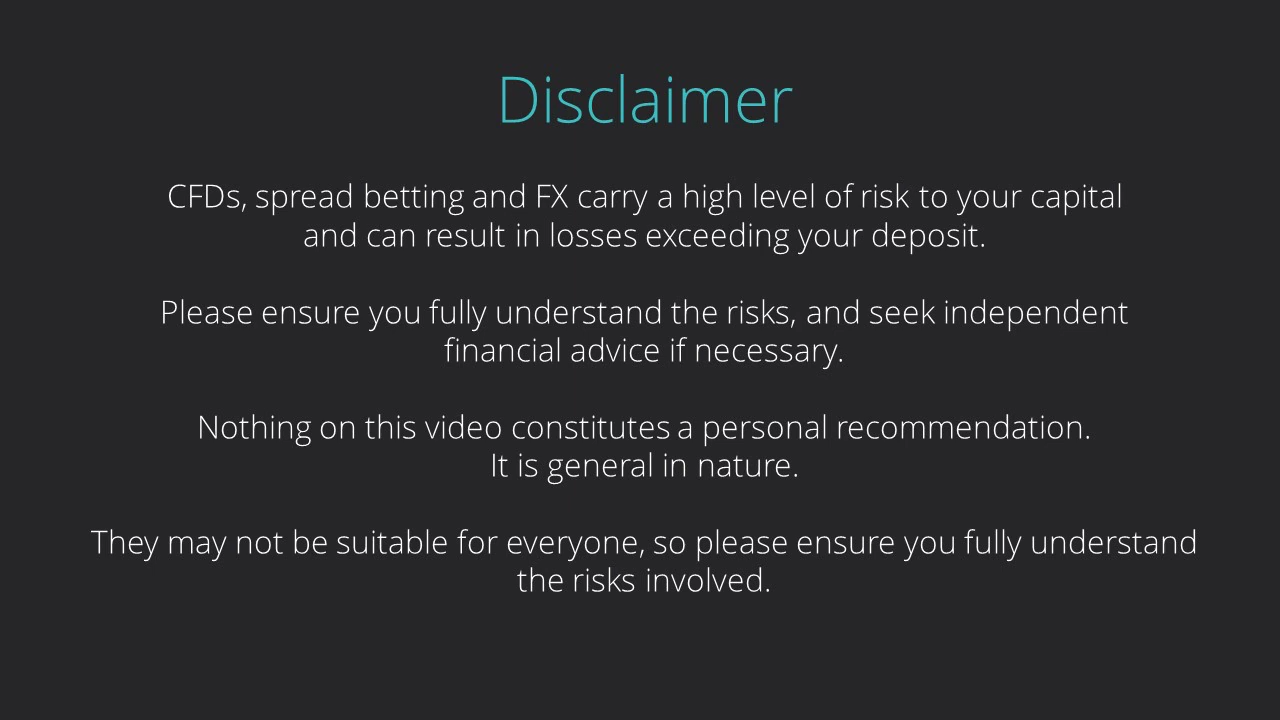 Disclaimer
CFDs, spread betting and FX carry a high level of risk to your capital
and can result in losses exceeding your deposit.
Please ensure you fully understand the risks, and seek independent
financial advice if necessary.
Nothing on this video constitutes a personal recommendation.
It is general in nature.
They may not be suitable for everyone, so please ensure you fully understand
the risks involved.